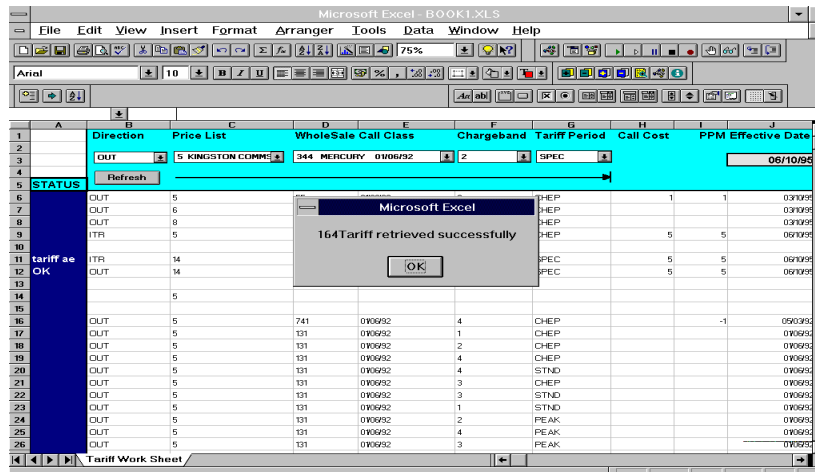 Microsoft Excel - BOOK1.XLS
File Edit View Insert Format Arranger Tools Data Window Help
75%
Arial 10 B I U $ % ,
Aa ab|
A B C D E F G H I J
1 Direction Price List WholeSale Call Class Chargeband Tariff Period Call Cost PPM Effective Date
2
3 OUT 5 KINGSTON COMMS 344 MERCURY 01/06/92 2 SPEC 06/10/95
4 Refresh
5 STATUS
6 OUT 5 CHEP 1 1 03/10/95
7 OUT 6 CHEP 03/10/95
8 OUT 8 CHEP 03/10/95
9 ITR 5 CHEP 5 5 06/10/95
10
11 tariff ae ITR 14 SPEC 5 5 06/10/95
12 OK OUT 14 SPEC 5 5 06/10/95
13
14 5
15
16 OUT 5 741 01/06/92 4 CHEP -1 05/03/92
17 OUT 5 131 01/06/92 1 CHEP 01/06/92
18 OUT 5 131 01/06/92 2 CHEP 01/06/92
19 OUT 5 131 01/06/92 4 CHEP 01/06/92
20 OUT 5 131 01/06/92 4 STND 01/06/92
21 OUT 5 131 01/06/92 3 CHEP 01/06/92
22 OUT 5 131 01/06/92 3 STND 01/06/92
23 OUT 5 131 01/06/92 1 STND 01/06/92
24 OUT 5 131 01/06/92 2 PEAK 01/06/92
25 OUT 5 131 01/06/92 4 PEAK 01/06/92
26 OUT 5 131 01/06/92 3 PEAK 01/06/92
Microsoft Excel
164Tariff retrieved successfully
OK
Tariff Work Sheet